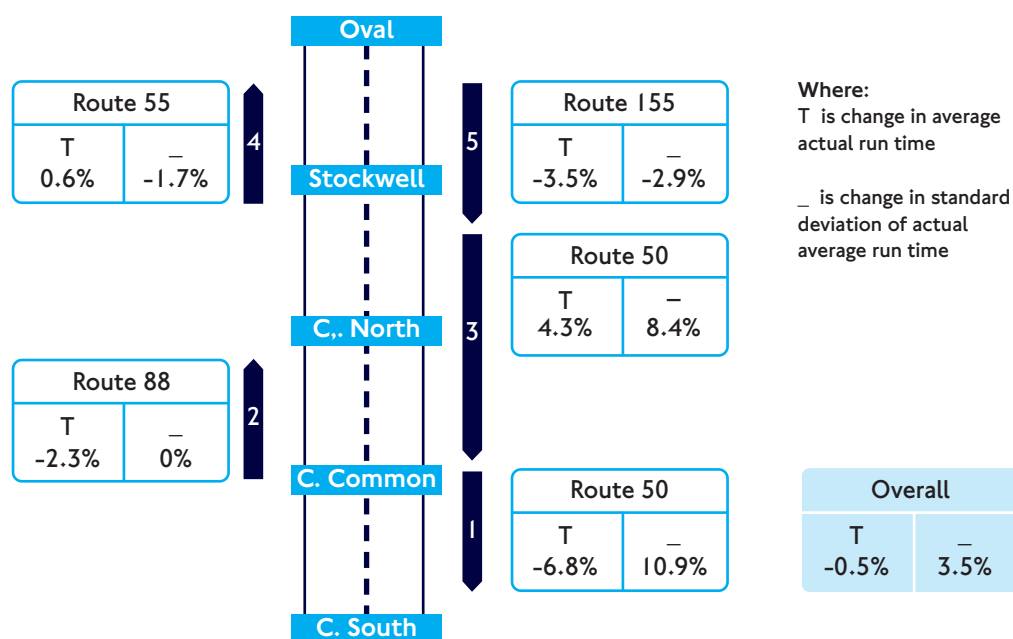 Oval
Route 55
T _
0.6% -1.7%
4
5
Route 155
T _
-3.5% -2.9%
Where:
T is change in average
actual run time
_ is change in standard
deviation of actual
average run time
Stockwell
Route 50
T –
4.3% 8.4%
C,. North
3
Route 88
T _
-2.3% 0%
2
C. Common
1
Route 50
T _
-6.8% 10.9%
Overall
T _
-0.5% 3.5%
C. South